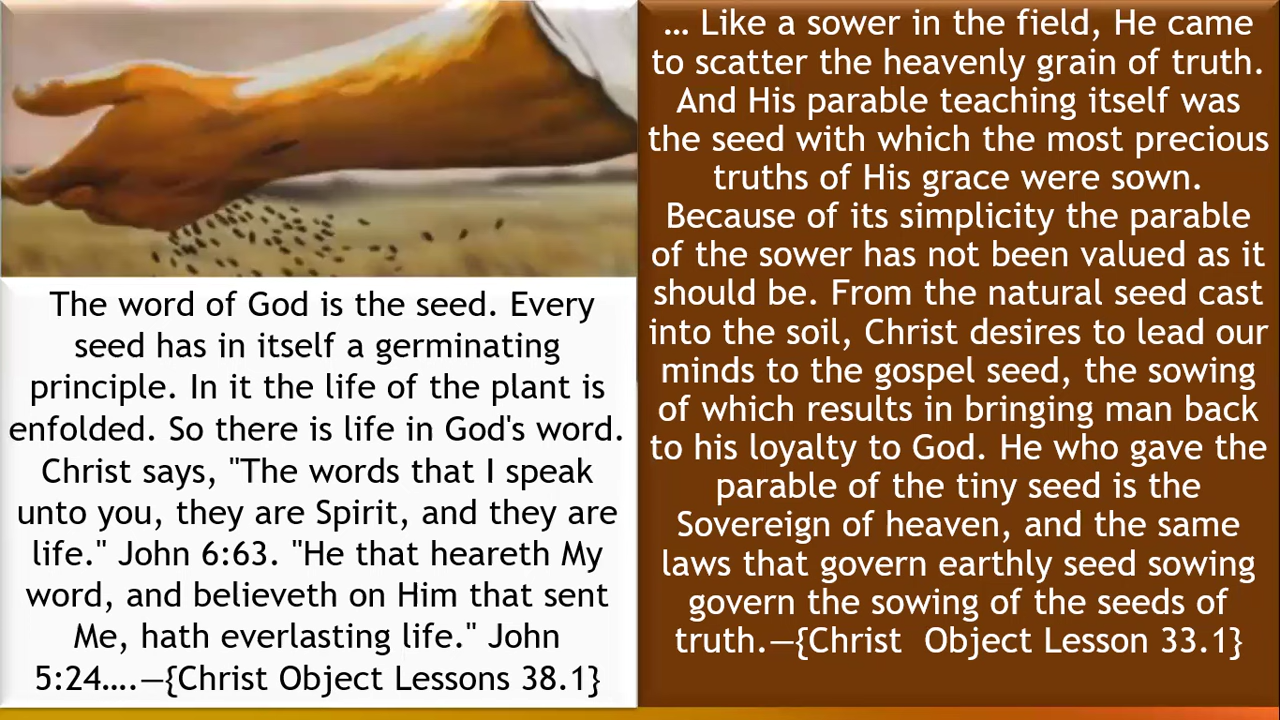 The word of God is the seed. Every
seed has in itself a germinating
principle. In it the life of the plant is
enfolded. So there is life in God's word.
Christ says, "The words that I speak
unto you, they are Spirit, and they are
life." John 6:63. "He that heareth My
word, and believeth on Him that sent
Me, hath everlasting life." John
5:24….—{Christ Object Lessons 38.1}
… Like a sower in the field, He came
to scatter the heavenly grain of truth.
And His parable teaching itself was
the seed with which the most precious
truths of His grace were sown.
Because of its simplicity the parable
of the sower has not been valued as it
should be. From the natural seed cast
into the soil, Christ desires to lead our
minds to the gospel seed, the sowing
of which results in bringing man back
to his loyalty to God. He who gave the
parable of the tiny seed is the
Sovereign of heaven, and the same
laws that govern earthly seed sowing
govern the sowing of the seeds of
truth.—{Christ  Object Lesson 33.1}